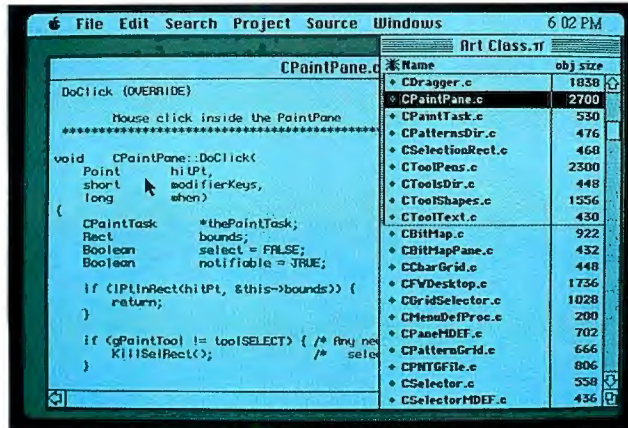 File Edit Search Project Source Windows 6 02 PM
CPaintPane.c
DoClick {OVERRIDE}
Mouse click inside the PaintPane
******************************************
void CPaintPane::DoClick(
Point hitPt,
short modifierKeys,
long when)
{
CPaintTask *thePaintTask;
Rect bounds;
Boolean select = FALSE;
Boolean notifiable = TRUE;
if (!PtInRect(hitPt, &this->bounds)) {
return;
}
if (gPaintTool != toolSELECT) { /* Any
KillSelRect(); /*
}
Art Class.π
Name obj size
CDragger.c 1838
CPaintPane.c 2700
CPaintTask.c 530
CPatternsDir.c 476
CSelectionRect.c 468
CToolPens.c 2300
CToolsDir.c 448
CToolShapes.c 1556
CToolText.c 430
CBitMap.c 922
CBitMapPane.c 432
CCharGrid.c 448
CFWDesktop.c 1736
CGridSelector.c 1028
CMenuDefProc.c 200
CPaneMDEF.c 702
CPatternGrid.c 666
CPNTGFile.c 806
CSelector.c 558
CSelectorMDEF.c 436